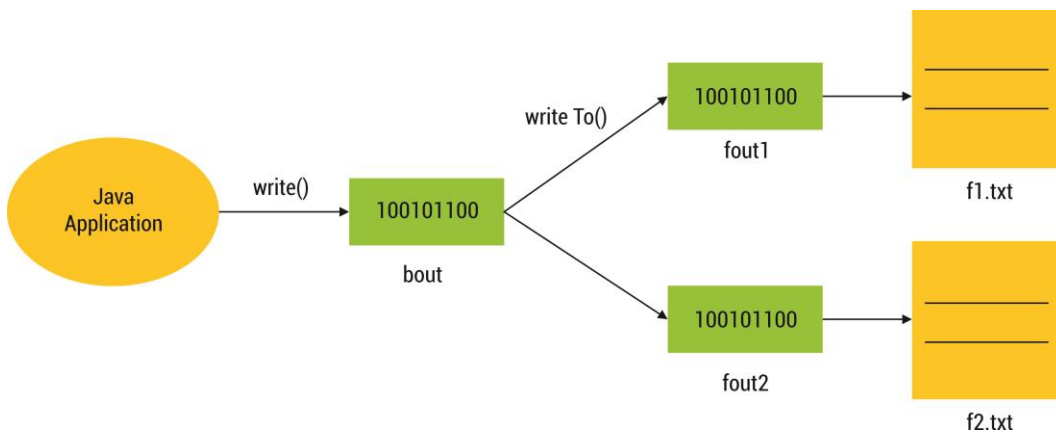 Java
Application
write()
100101100
bout
write To()
100101100
fout1
f1.txt
100101100
fout2
f2.txt